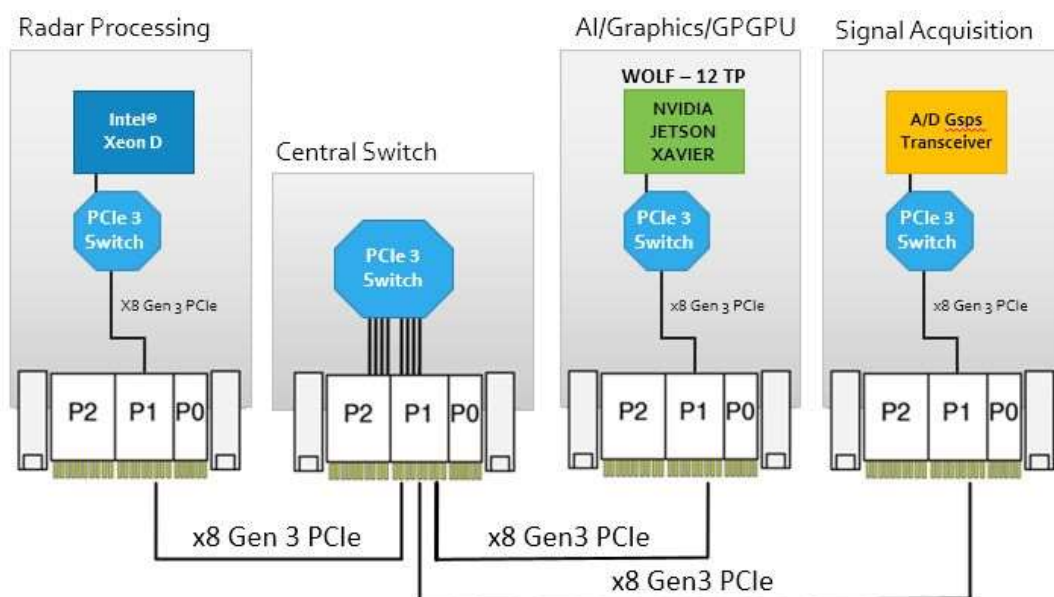 Radar Processing
Intel®
Xeon D
PCIe 3
Switch
X8 Gen 3 PCIe
P2 P1 P0
Central Switch
PCIe 3
Switch
P2 P1 P0
AI/Graphics/GPGPU
WOLF – 12 TP
NVIDIA
JETSON
XAVIER
PCIe 3
Switch
x8 Gen 3 PCIe
P2 P1 P0
Signal Acquisition
A/D Gsps
Transceiver
PCIe 3
Switch
x8 Gen 3 PCIe
P2 P1 P0
x8 Gen 3 PCIe
x8 Gen3 PCIe
x8 Gen3 PCIe